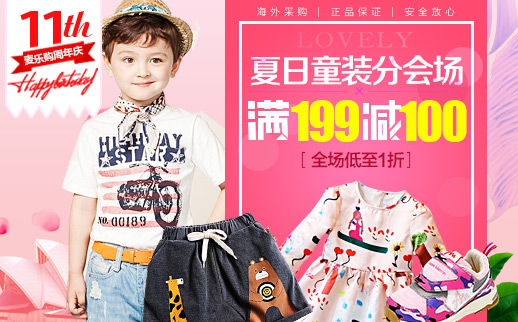 11th
麦乐购周年庆
Happy birthday
海外采购 | 正品保证 | 安全放心
LOVELY
夏日童装分会场
满199减100
[ 全场低至1折 ]
HIGHWAY
STAR
NO. 00189